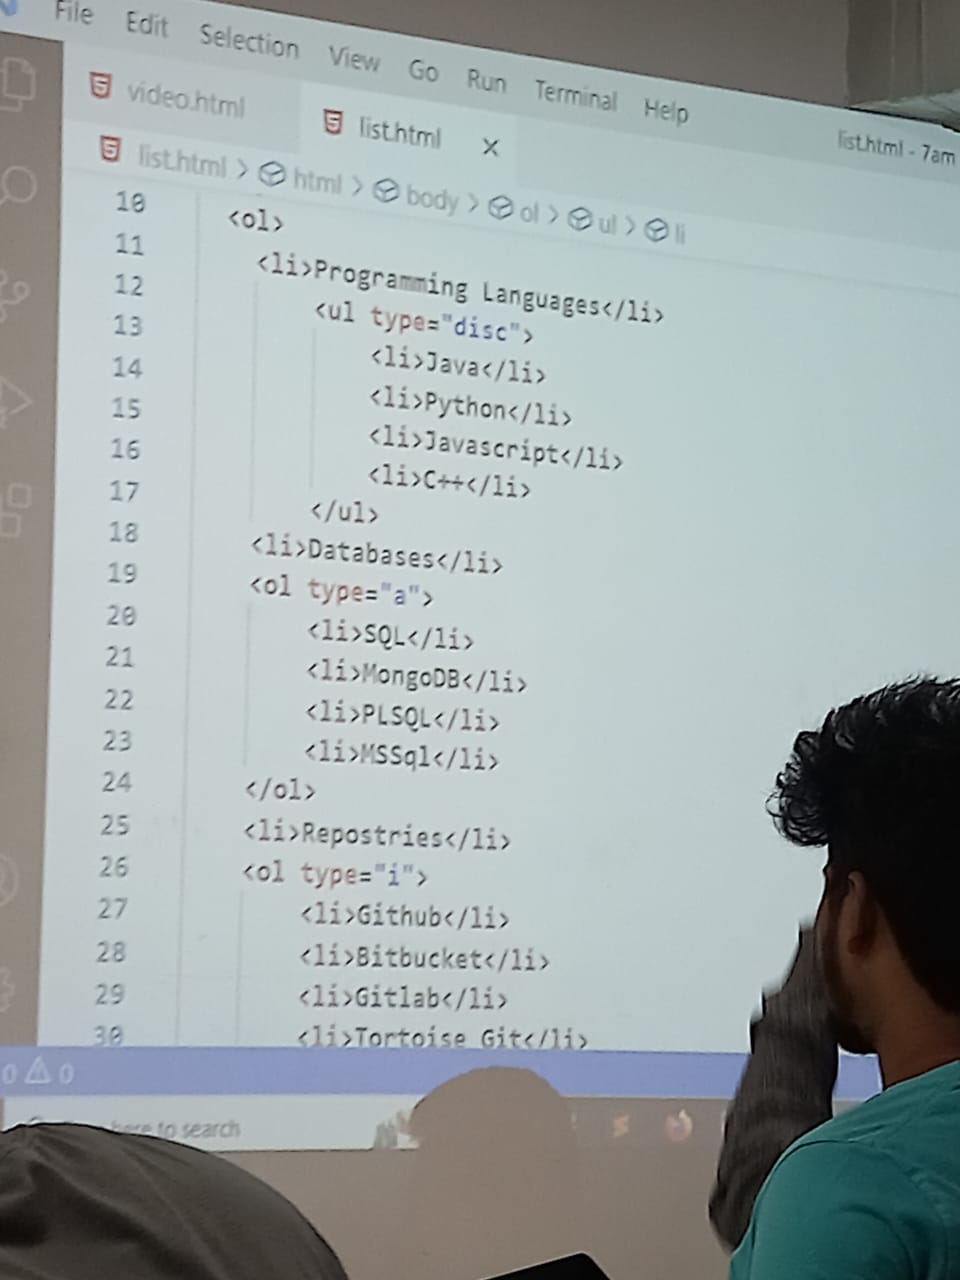 File Edit Selection View Go Run Terminal Help
list.html - 7am
video.html list.html ×
list.html > html > body > ol > ul > li
10 <ol>
11 <li>Programming Languages</li>
12 <ul type="disc">
13 <li>Java</li>
14 <li>Python</li>
15 <li>Javascript</li>
16 <li>C++</li>
17 </ul>
18 <li>Databases</li>
19 <ol type="a">
20 <li>SQL</li>
21 <li>MongoDB</li>
22 <li>PLSQL</li>
23 <li>MSSql</li>
24 </ol>
25 <li>Repostries</li>
26 <ol type="i">
27 <li>Github</li>
28 <li>Bitbucket</li>
29 <li>Gitlab</li>
30 <li>Tortoise Git</li>
0 0
here to search